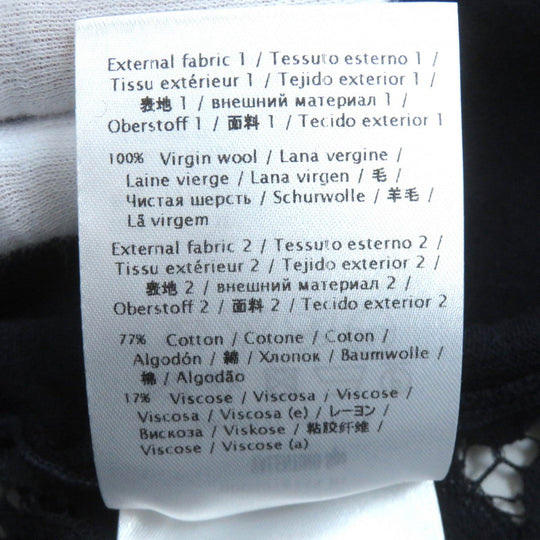 External fabric 1 / Tessuto esterno 1 /
Tissu extérieur 1 / Tejido exterior 1 /
表地 1 / внешний материал 1 /
Oberstoff 1 / 面料 1 / Tecido exterior 1
100% Virgin wool / Lana vergine /
Laine vierge / Lana virgen / 毛 /
Чистая шерсть / Schurwolle / 羊毛 /
Lã virgem
External fabric 2 / Tessuto esterno 2 /
Tissu extérieur 2 / Tejido exterior 2 /
表地 2 / внешний материал 2 /
Oberstoff 2 / 面料 2 / Tecido exterior 2
77% Cotton / Cotone / Coton /
Algodón / 綿 / Хлопок / Baumwolle /
棉 / Algodão
17% Viscose / Viscosa / Viscose /
Viscosa / Viscosa (e) / レーヨン /
Вискоза / Viskose / 粘胶纤维 /
Viscose / Viscose (a)